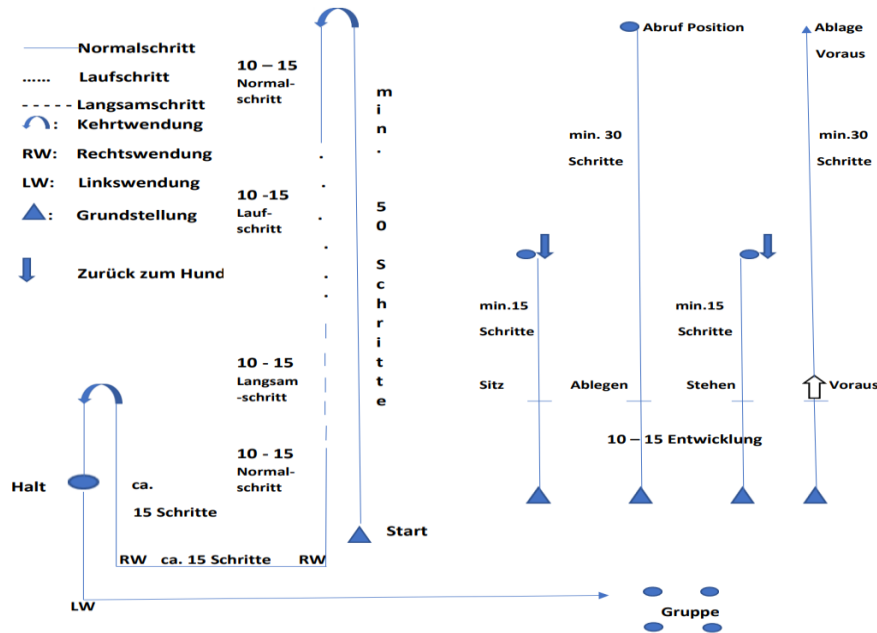 Normalschritt
...... Laufschritt
Langsamschritt
: Kehrtwendung
RW: Rechtswendung
LW: Linkswendung
: Grundstellung
Zurück zum Hund
10 – 15
Normal-
schritt
10 -15
Lauf-
schritt
10 - 15
Langsam
-schritt
10 - 15
Normal-
schritt
min. 50 Schritte
Halt
ca.
15 Schritte
RW ca. 15 Schritte RW
Start
LW
Abruf Position
Ablage
Voraus
min. 30
Schritte
min.30
Schritte
min.15
Schritte
min.15
Schritte
Sitz Ablegen Stehen Voraus
10 – 15 Entwicklung
Gruppe